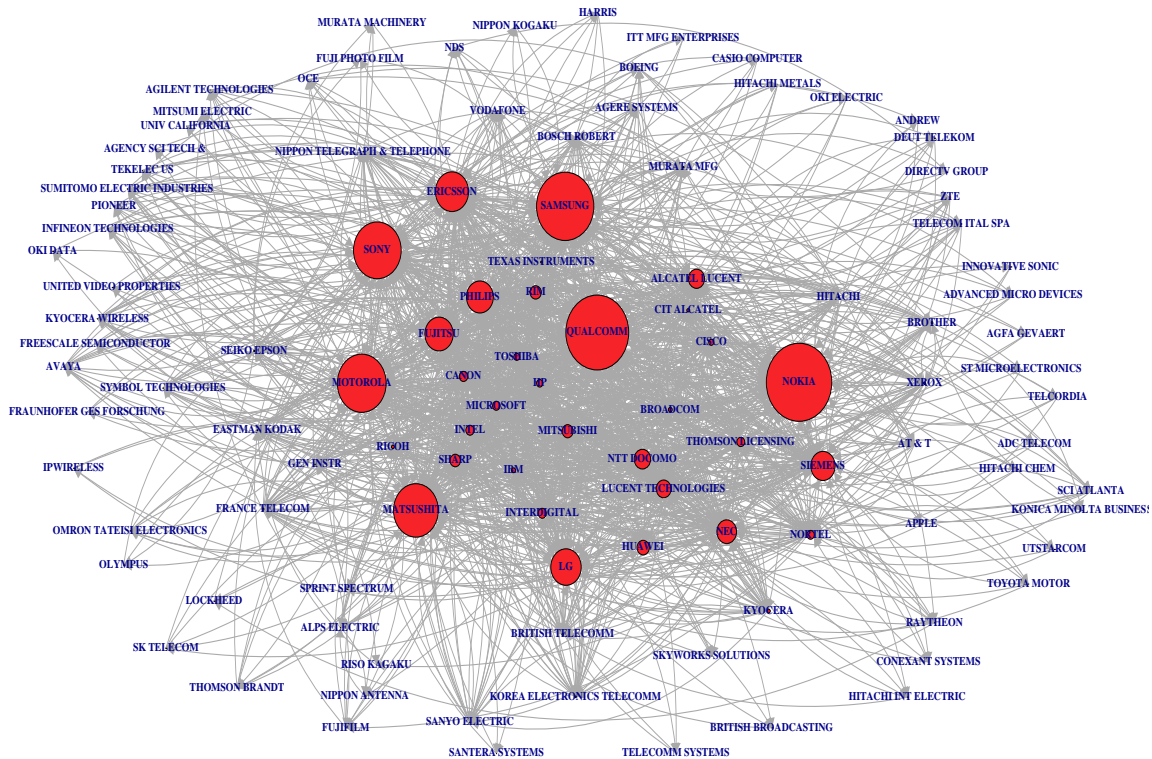 HARRIS
MURATA MACHINERY
NIPPON KOGAKU
ITT MFG ENTERPRISES
NDS
FUJI PHOTO FILM
CASIO COMPUTER
BOEING
OCE
HITACHI METALS
AGILENT TECHNOLOGIES
OKI ELECTRIC
MITSUMI ELECTRIC
VODAFONE
AGERE SYSTEMS
UNIV CALIFORNIA
ANDREW
BOSCH ROBERT
DEUT TELEKOM
AGENCY SCI TECH &
NIPPON TELEGRAPH & TELEPHONE
TEKELEC US
MURATA MFG
DIRECTV GROUP
SUMITOMO ELECTRIC INDUSTRIES
ERICSSON
ZTE
PIONEER
SAMSUNG
INFINEON TECHNOLOGIES
TELECOM ITAL SPA
OKI DATA
SONY
TEXAS INSTRUMENTS
INNOVATIVE SONIC
ALCATEL LUCENT
UNITED VIDEO PROPERTIES
RIM
PHILIPS
HITACHI
ADVANCED MICRO DEVICES
CIT ALCATEL
KYOCERA WIRELESS
BROTHER
QUALCOMM
FUJITSU
AGFA GEVAERT
FREESCALE SEMICONDUCTOR
CISCO
SEIKO EPSON
TOSHIBA
AVAYA
ST MICROELECTRONICS
CANON
MOTOROLA
HP
NOKIA
XEROX
SYMBOL TECHNOLOGIES
TELCORDIA
MICROSOFT
BROADCOM
FRAUNHOFER GES FORSCHUNG
EASTMAN KODAK
INTEL
MITSUBISHI
THOMSON LICENSING
AT & T
ADC TELECOM
RICOH
SHARP
NTT DOCOMO
GEN INSTR
SIEMENS
IPWIRELESS
IBM
HITACHI CHEM
LUCENT TECHNOLOGIES
SCI ATLANTA
FRANCE TELECOM
MATSUSHITA
INTERDIGITAL
KONICA MINOLTA BUSINESS
APPLE
OMRON TATEISI ELECTRONICS
NEC
NORTEL
HUAWEI
UTSTARCOM
OLYMPUS
LG
TOYOTA MOTOR
SPRINT SPECTRUM
LOCKHEED
KYOCERA
RAYTHEON
ALPS ELECTRIC
BRITISH TELECOMM
SK TELECOM
SKYWORKS SOLUTIONS
RISO KAGAKU
CONEXANT SYSTEMS
THOMSON BRANDT
NIPPON ANTENNA
KOREA ELECTRONICS TELECOMM
HITACHI INT ELECTRIC
SANYO ELECTRIC
FUJIFILM
BRITISH BROADCASTING
SANTERA SYSTEMS
TELECOMM SYSTEMS